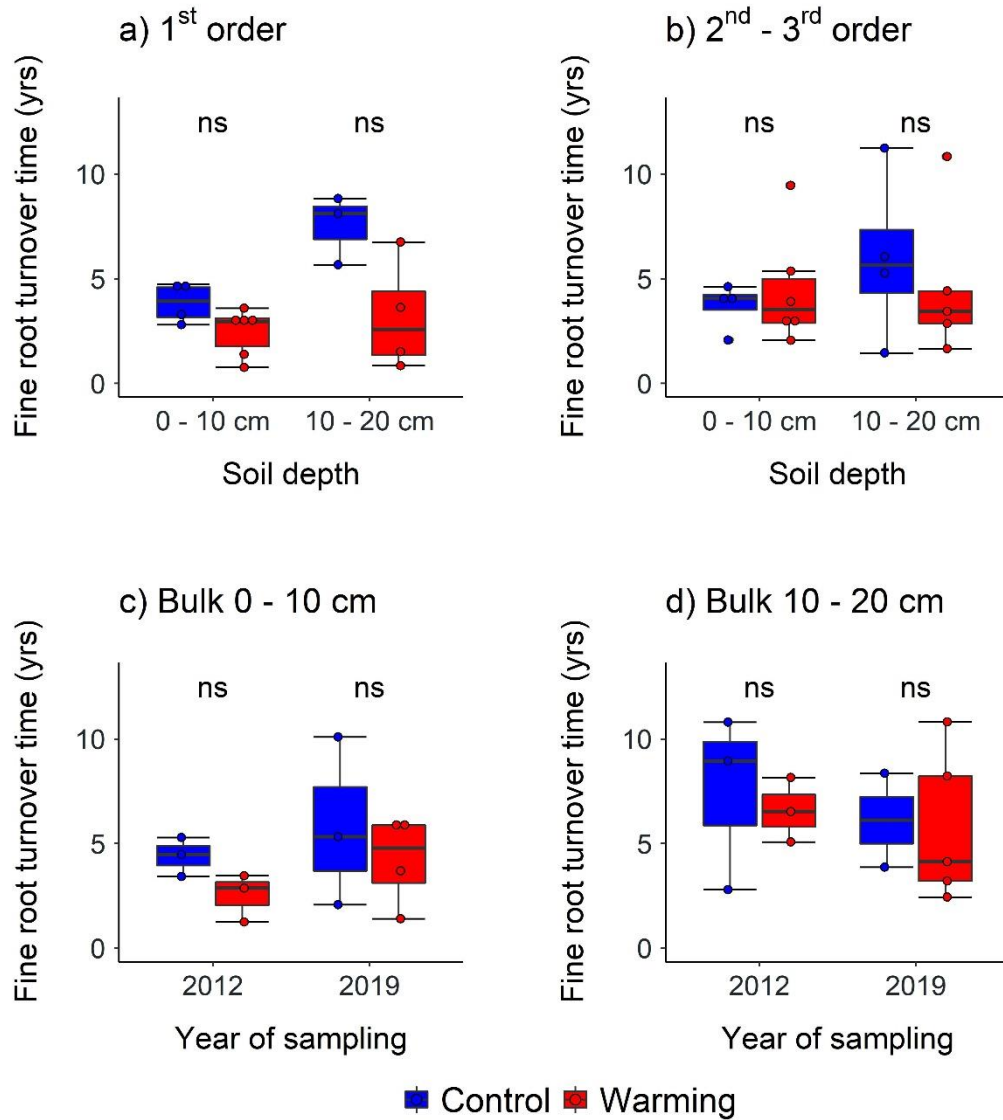 a) 1st order
Fine root turnover time (yrs)
10
5
0
ns
ns
0 - 10 cm
10 - 20 cm
Soil depth
b) 2nd - 3rd order
Fine root turnover time (yrs)
10
5
0
ns
ns
0 - 10 cm
10 - 20 cm
Soil depth
c) Bulk 0 - 10 cm
Fine root turnover time (yrs)
10
5
0
ns
ns
2012
2019
Year of sampling
d) Bulk 10 - 20 cm
Fine root turnover time (yrs)
10
5
0
ns
ns
2012
2019
Year of sampling
Control
Warming